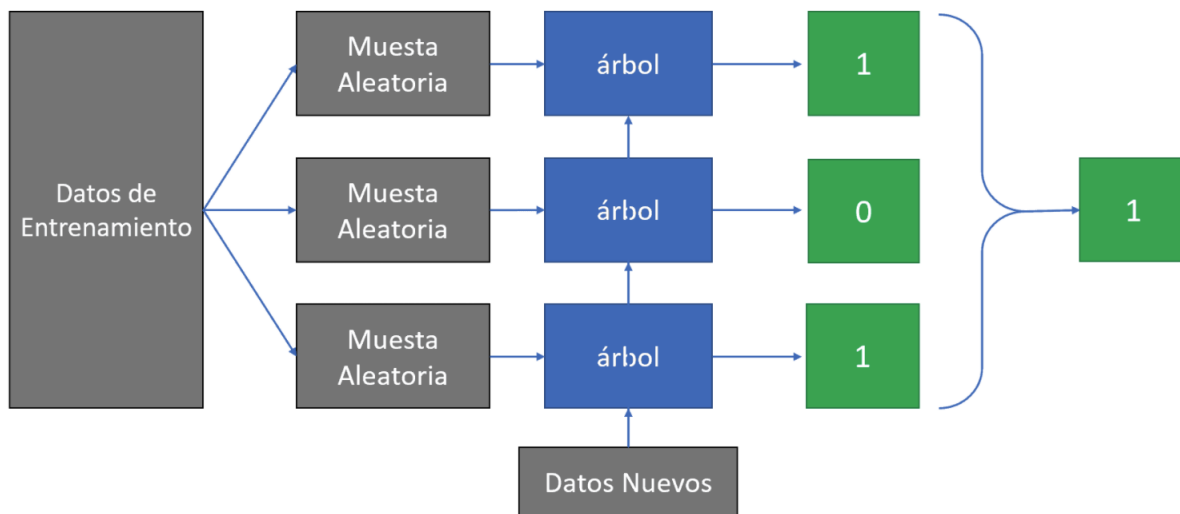 Datos de
Entrenamiento
Muesta
Aleatoria
árbol
1
Muesta
Aleatoria
árbol
0
1
Muesta
Aleatoria
árbol
1
Datos Nuevos